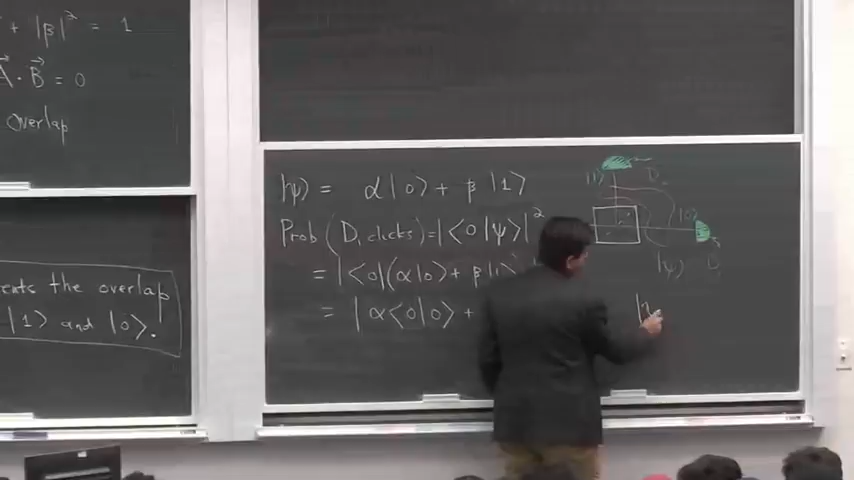 + |β|² = 1
A⃗ · B⃗ = 0
overlap
ents the overlap
|1⟩ and |0⟩.
|ψ⟩ = α|0⟩ + β|1⟩
Prob (D, clicks) = |⟨0|ψ⟩|²
= |⟨0|(α|0⟩ + β|1⟩
= |α⟨0|0⟩ +
|1⟩ D
|0⟩
|ψ⟩ D